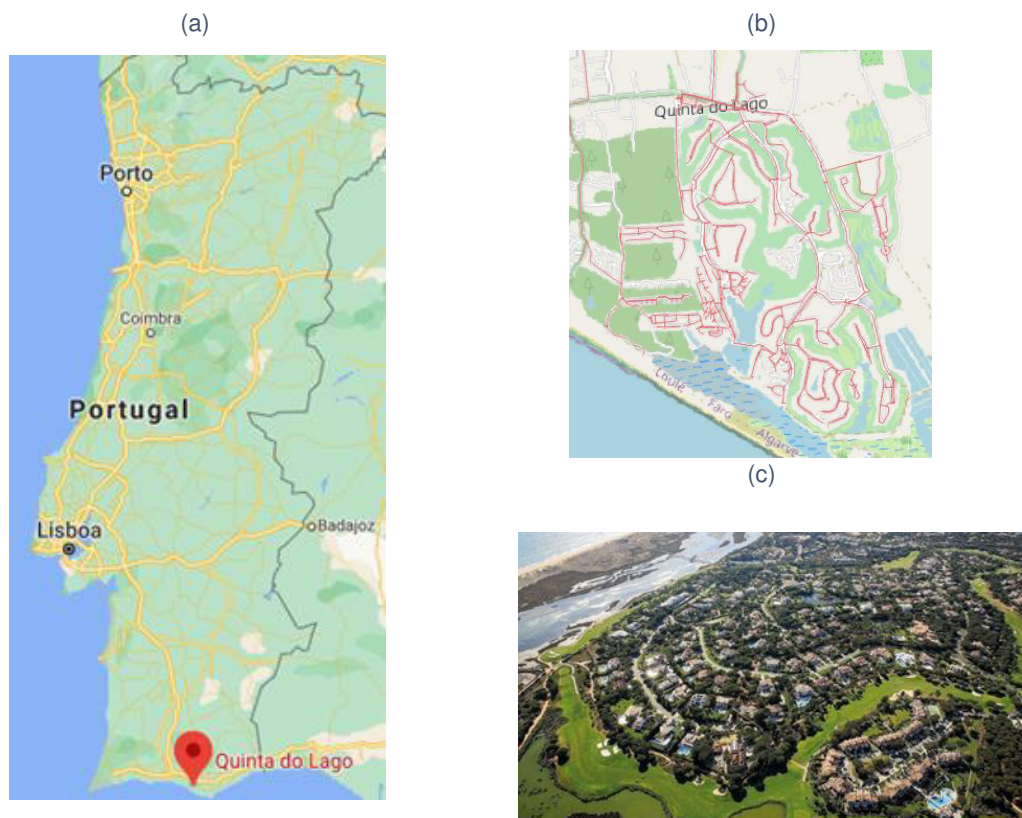 (a)
(b)
Porto
Coimbra
Portugal
Lisboa
Badajoz
Quinta do Lago
Quinta do Lago
Loulé
Faro
Algarve
(c)